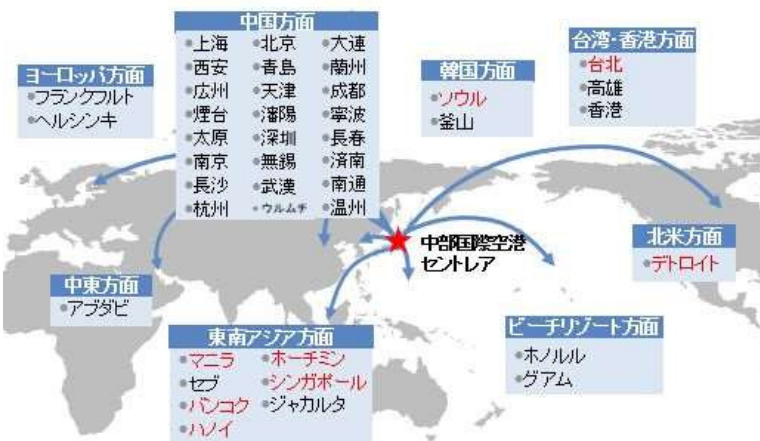 中国方面
•上海 •北京 •大連
•西安 •青島 •蘭州
•広州 •天津 •成都
•煙台 •瀋陽 •寧波
•太原 •深圳 •長春
•南京 •無錫 •済南
•長沙 •武漢 •南通
•杭州 •ウルムチ •温州
ヨーロッパ方面
•フランクフルト
•ヘルシンキ
韓国方面
•ソウル
•釜山
台湾・香港方面
•台北
•高雄
•香港
中部国際空港
セントレア
北米方面
•デトロイト
中東方面
•アブダビ
東南アジア方面
•マニラ •ホーチミン
•セブ •シンガポール
•バンコク •ジャカルタ
•ハノイ
ビーチリゾート方面
•ホノルル
•グアム